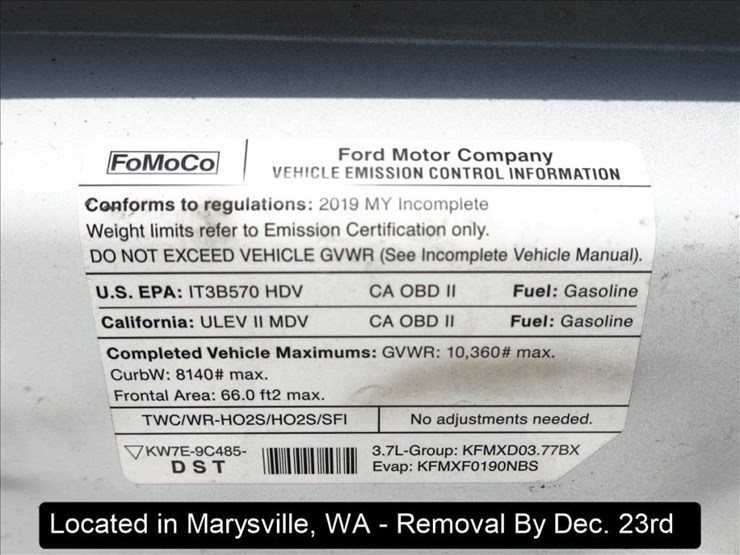 FoMoCo
Ford Motor Company
VEHICLE EMISSION CONTROL INFORMATION
Conforms to regulations: 2019 MY Incomplete
Weight limits refer to Emission Certification only.
DO NOT EXCEED VEHICLE GVWR (See Incomplete Vehicle Manual).
U.S. EPA: IT3B570 HDV CA OBD II Fuel: Gasoline
California: ULEV II MDV CA OBD II Fuel: Gasoline
Completed Vehicle Maximums: GVWR: 10,360# max.
CurbW: 8140# max.
Frontal Area: 66.0 ft2 max.
TWC/WR-HO2S/HO2S/SFI No adjustments needed.
KW7E-9C485-
DST
3.7L-Group: KFMXD03.77BX
Evap: KFMXF0190NBS
Located in Marysville, WA - Removal By Dec. 23rd